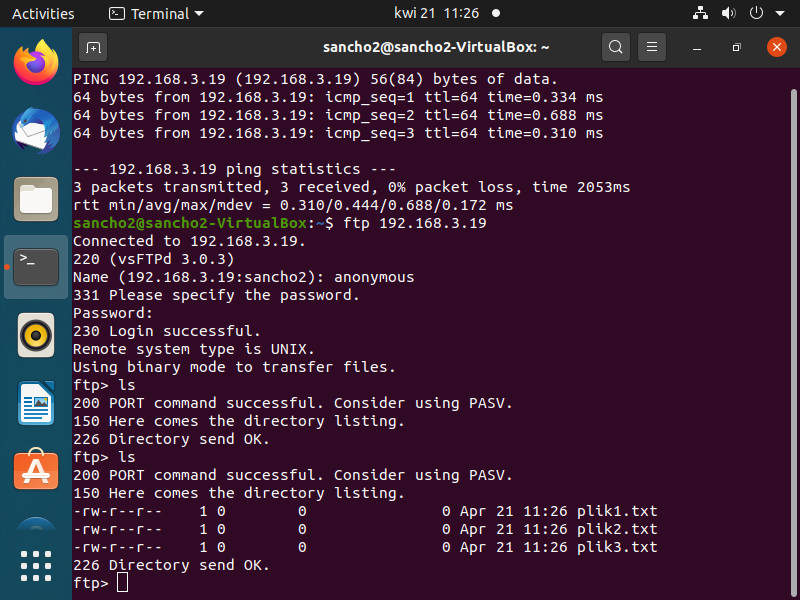 Activities Terminal kwi 21 11:26
sancho2@sancho2-VirtualBox: ~
PING 192.168.3.19 (192.168.3.19) 56(84) bytes of data.
64 bytes from 192.168.3.19: icmp_seq=1 ttl=64 time=0.334 ms
64 bytes from 192.168.3.19: icmp_seq=2 ttl=64 time=0.688 ms
64 bytes from 192.168.3.19: icmp_seq=3 ttl=64 time=0.310 ms
--- 192.168.3.19 ping statistics ---
3 packets transmitted, 3 received, 0% packet loss, time 2053ms
rtt min/avg/max/mdev = 0.310/0.444/0.688/0.172 ms
sancho2@sancho2-VirtualBox:~$ ftp 192.168.3.19
Connected to 192.168.3.19.
220 (vsFTPd 3.0.3)
Name (192.168.3.19:sancho2): anonymous
331 Please specify the password.
Password:
230 Login successful.
Remote system type is UNIX.
Using binary mode to transfer files.
ftp> ls
200 PORT command successful. Consider using PASV.
150 Here comes the directory listing.
226 Directory send OK.
ftp> ls
200 PORT command successful. Consider using PASV.
150 Here comes the directory listing.
-rw-r--r--    1 0        0               0 Apr 21 11:26 plik1.txt
-rw-r--r--    1 0        0               0 Apr 21 11:26 plik2.txt
-rw-r--r--    1 0        0               0 Apr 21 11:26 plik3.txt
226 Directory send OK.
ftp>